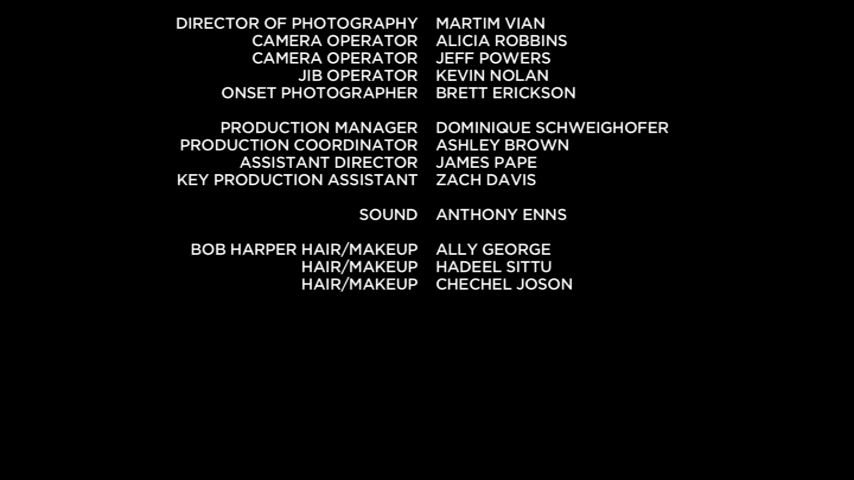 DIRECTOR OF PHOTOGRAPHY MARTIM VIAN
CAMERA OPERATOR ALICIA ROBBINS
CAMERA OPERATOR JEFF POWERS
JIB OPERATOR KEVIN NOLAN
ONSET PHOTOGRAPHER BRETT ERICKSON
PRODUCTION MANAGER DOMINIQUE SCHWEIGHOFER
PRODUCTION COORDINATOR ASHLEY BROWN
ASSISTANT DIRECTOR JAMES PAPE
KEY PRODUCTION ASSISTANT ZACH DAVIS
SOUND ANTHONY ENNS
BOB HARPER HAIR/MAKEUP ALLY GEORGE
HAIR/MAKEUP HADEEL SITTU
HAIR/MAKEUP CHECHEL JOSON